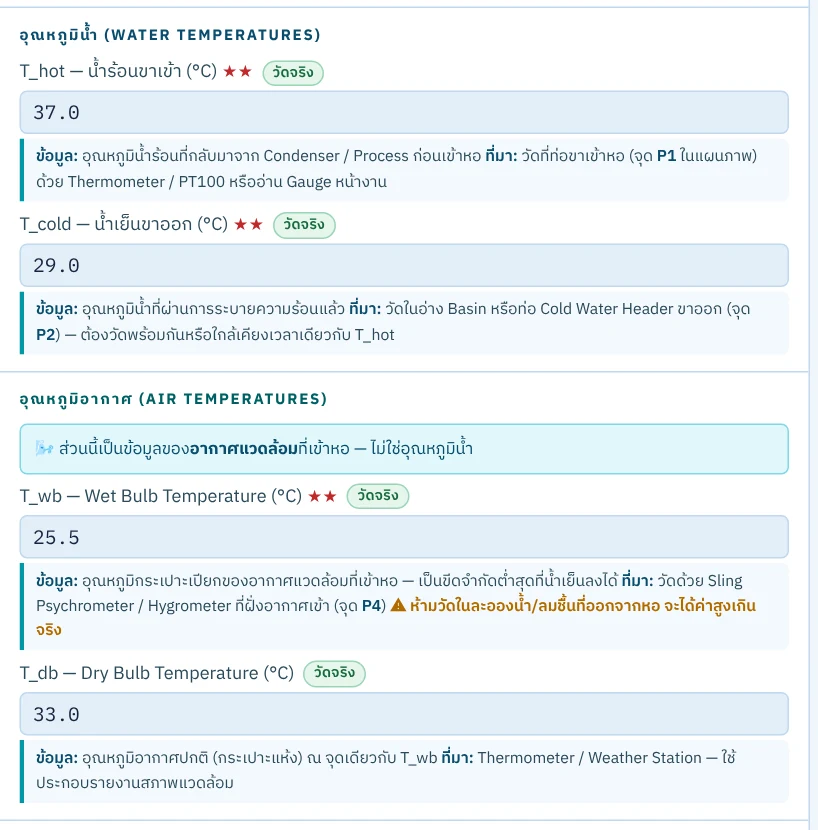 อุณหภูมิน้ำ (WATER TEMPERATURES)
T_hot — น้ำร้อนขาเข้า (°C) ★★ วัดจริง
37.0
ข้อมูล: อุณหภูมิน้ำร้อนที่กลับมาจาก Condenser / Process ก่อนเข้าหอ ที่มา: วัดที่ท่อขาเข้าหอ (จุด P1 ในแผนภาพ)
ด้วย Thermometer / PT100 หรืออ่าน Gauge หน้างาน
T_cold — น้ำเย็นขาออก (°C) ★★ วัดจริง
29.0
ข้อมูล: อุณหภูมิน้ำที่ผ่านการระบายความร้อนแล้ว ที่มา: วัดในอ่าง Basin หรือท่อ Cold Water Header ขาออก (จุด
P2) — ต้องวัดพร้อมกันหรือใกล้เคียงเวลาเดียวกับ T_hot
อุณหภูมิอากาศ (AIR TEMPERATURES)
🌬️ ส่วนนี้เป็นข้อมูลของอากาศแวดล้อมที่เข้าหอ — ไม่ใช่อุณหภูมิน้ำ
T_wb — Wet Bulb Temperature (°C) ★★ วัดจริง
25.5
ข้อมูล: อุณหภูมิกระเปาะเปียกของอากาศแวดล้อมที่เข้าหอ — เป็นขีดจำกัดต่ำสุดที่น้ำเย็นลงได้ ที่มา: วัดด้วย Sling
Psychrometer / Hygrometer ที่ฝั่งอากาศเข้า (จุด P4) ⚠ ห้ามวัดในละอองน้ำ/ลมชื้นที่ออกจากหอ จะได้ค่าสูงเกิน
จริง
T_db — Dry Bulb Temperature (°C) วัดจริง
33.0
ข้อมูล: อุณหภูมิอากาศปกติ (กระเปาะแห้ง) ณ จุดเดียวกับ T_wb ที่มา: Thermometer / Weather Station — ใช้
ประกอบรายงานสภาพแวดล้อม